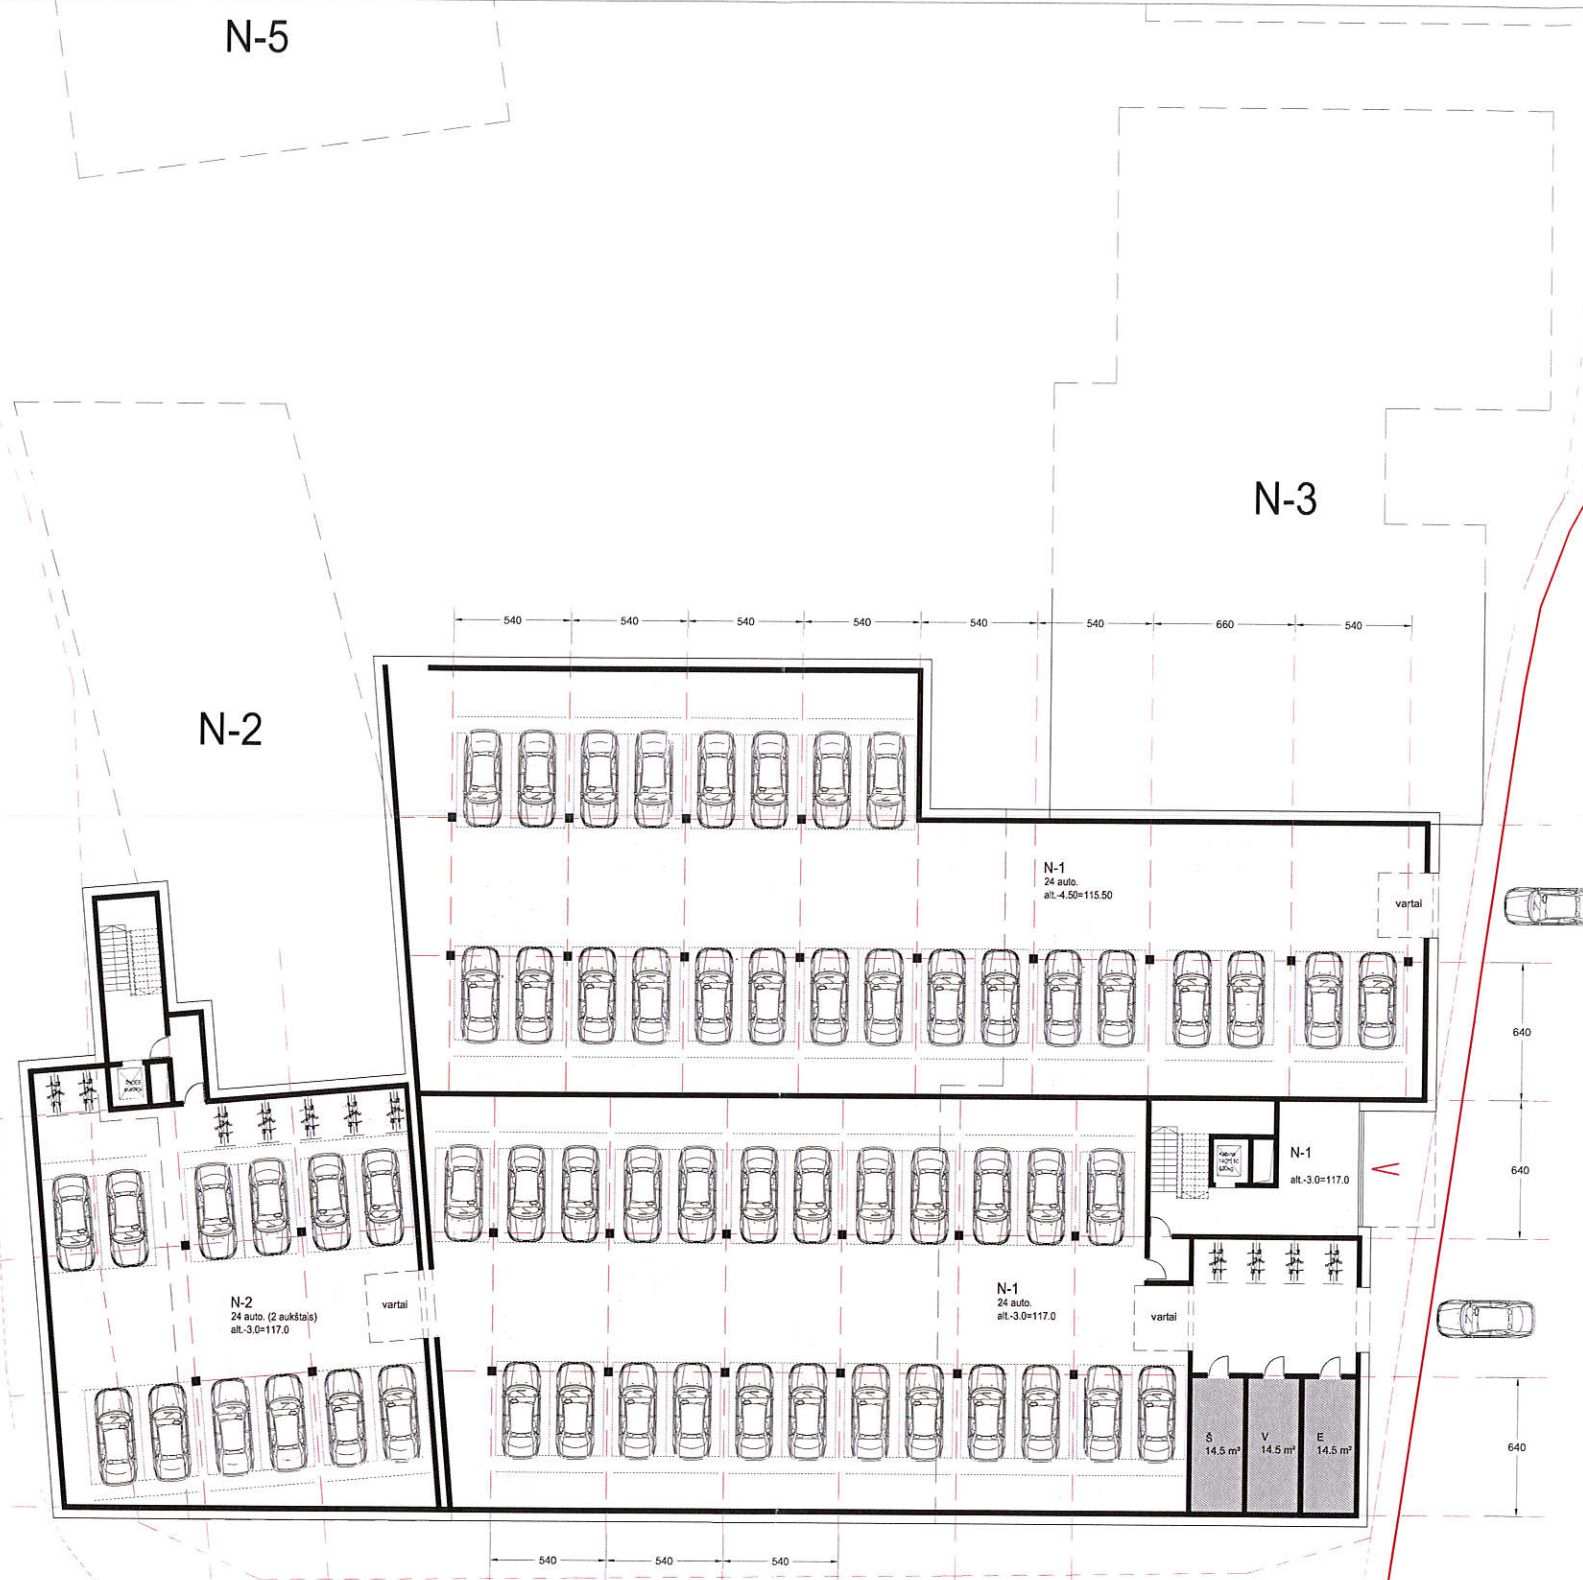 N-5
N-3
540 540 540 540 540 540 660 540
N-2
N-1
24 auto.
alt.-4.50=115.50
vartai
640
N-1
alt.-3.0=117.0
640
N-2
24 auto. (2 aukštais)
alt.-3.0=117.0
vartai
N-1
24 auto.
alt.-3.0=117.0
vartai
Š
14.5 m²
V
14.5 m²
E
14.5 m²
640
540 540 540